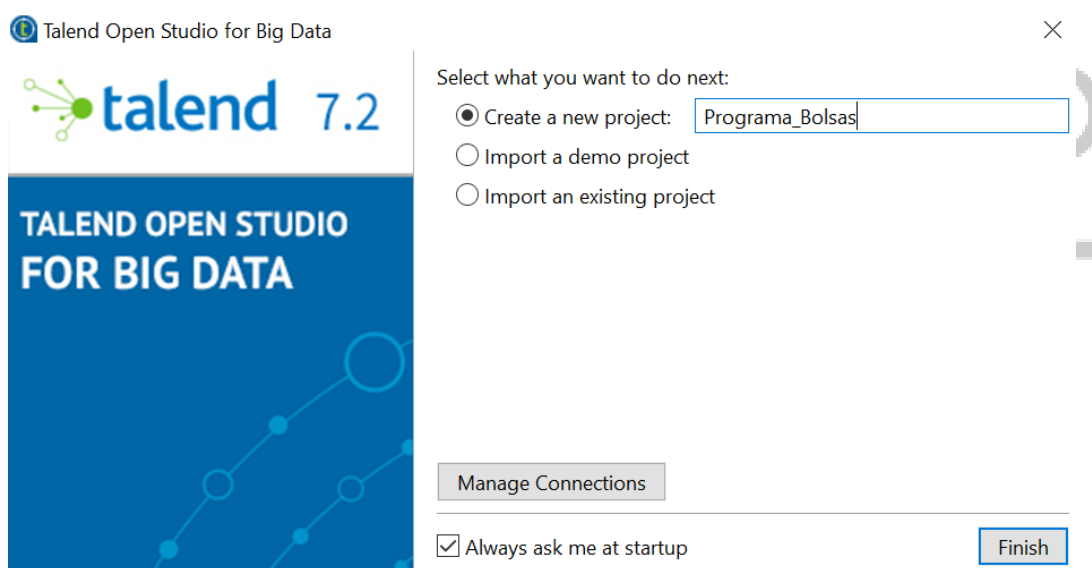 Talend Open Studio for Big Data
talend 7.2
TALEND OPEN STUDIO
FOR BIG DATA
Select what you want to do next:
Create a new project: Programa_Bolsas
Import a demo project
Import an existing project
Manage Connections
Always ask me at startup
Finish